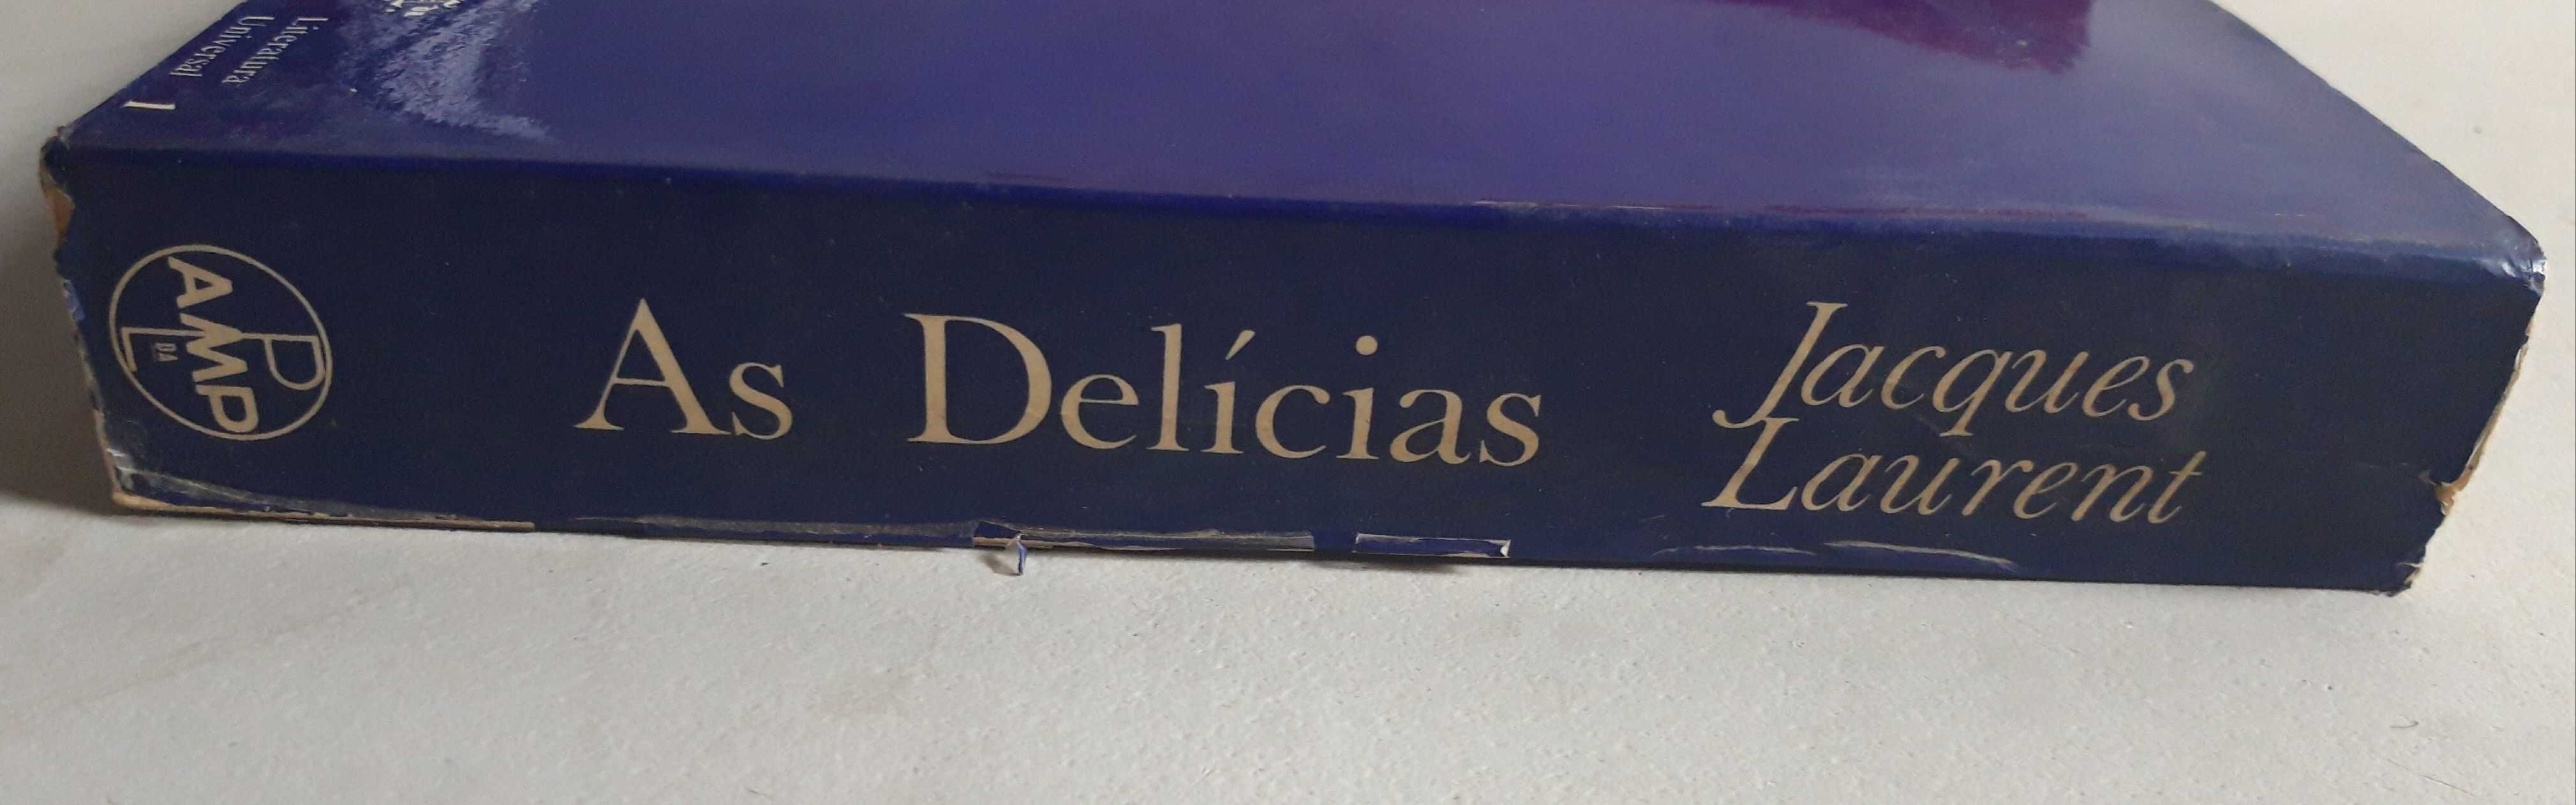 Literatura
Universal
1
AMP
P
L
DA
As Delícias
Jacques
Laurent